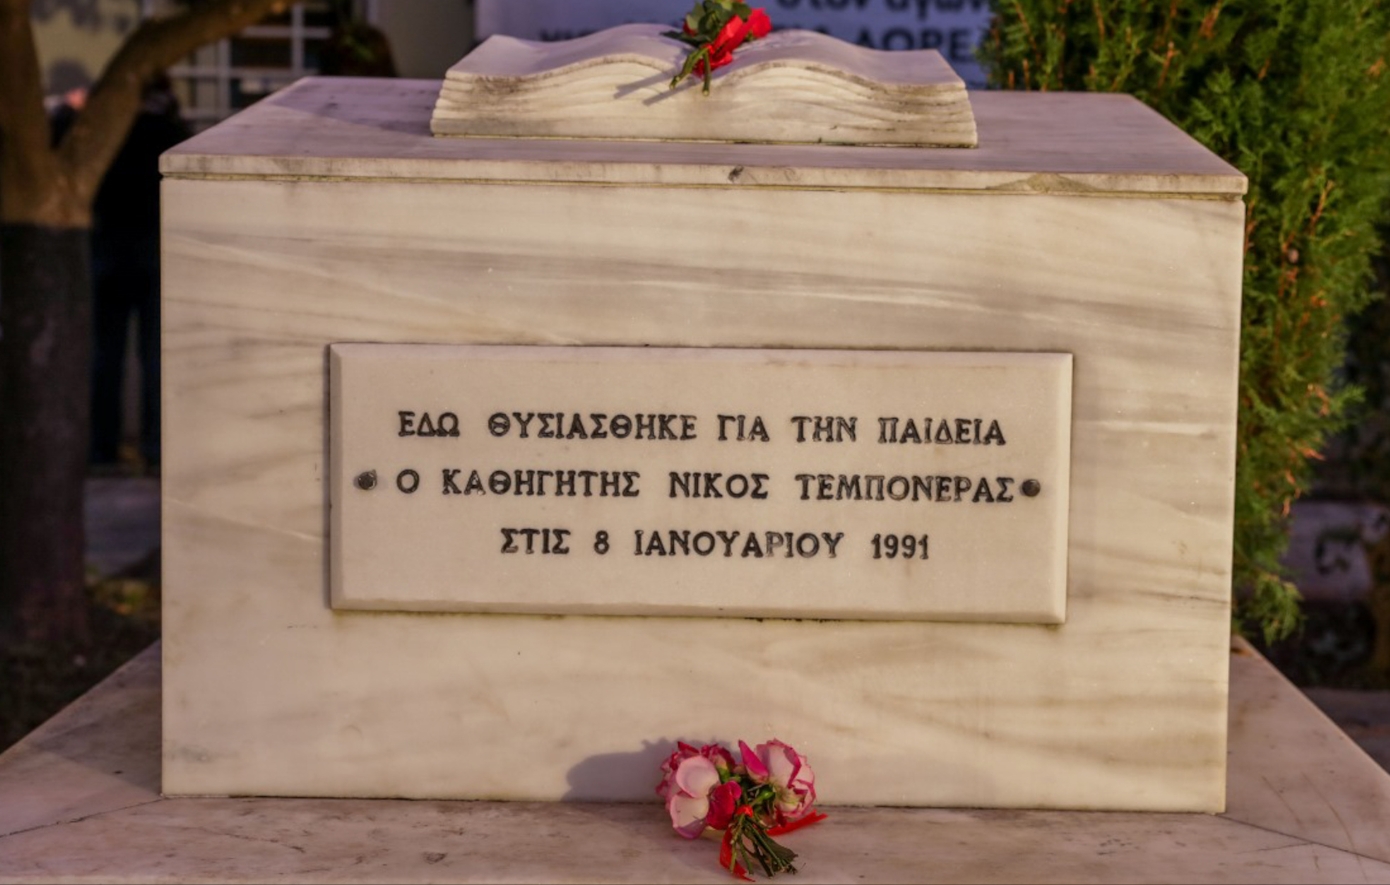 ΕΔΩ ΘΥΣΙΑΣΘΗΚΕ ΓΙΑ ΤΗΝ ΠΑΙΔΕΙΑ
Ο ΚΑΘΗΓΗΤΗΣ ΝΙΚΟΣ ΤΕΜΠΟΝΕΡΑΣ
ΣΤΙΣ 8 ΙΑΝΟΥΑΡΙΟΥ 1991